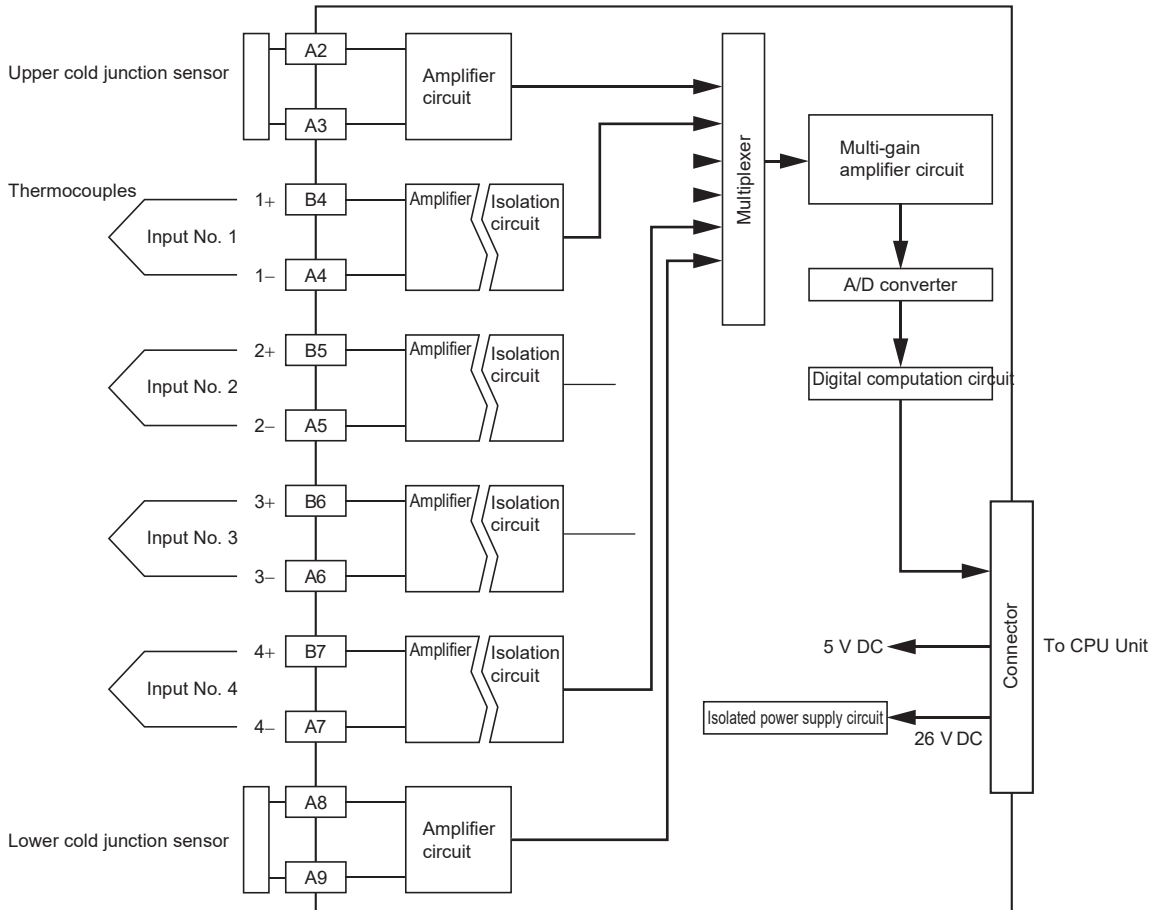 Upper cold junction sensor
A2
A3
Amplifier
circuit
Thermocouples
1+
B4
Input No. 1
1−
A4
Amplifier
Isolation
circuit
2+
B5
Input No. 2
2−
A5
Amplifier
Isolation
circuit
3+
B6
Input No. 3
3−
A6
Amplifier
Isolation
circuit
4+
B7
Input No. 4
4−
A7
Amplifier
Isolation
circuit
Lower cold junction sensor
A8
A9
Amplifier
circuit
Multiplexer
Multi-gain
amplifier circuit
A/D converter
Digital computation circuit
Connector
To CPU Unit
5 V DC
Isolated power supply circuit
26 V DC